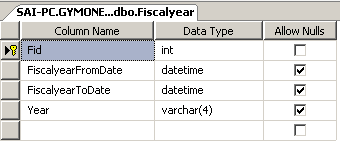 SAI-PC.GYMONE...dbo.Fiscalyear
Column Name Data Type Allow Nulls
Fid int
FiscalyearFromDate datetime
FiscalyearToDate datetime
Year varchar(4)